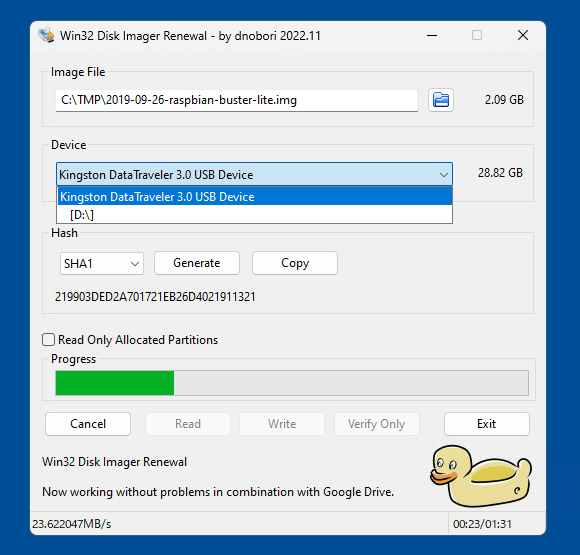 Win32 Disk Imager Renewal - by dnobori 2022.11
Image File
C:\TMP\2019-09-26-raspbian-buster-lite.img
2.09 GB
Device
Kingston DataTraveler 3.0 USB Device
28.82 GB
Kingston DataTraveler 3.0 USB Device
[D:\]
Hash
SHA1
Generate
Copy
219903DED2A701721EB26D4021911321
Read Only Allocated Partitions
Progress
Cancel
Read
Write
Verify Only
Exit
Win32 Disk Imager Renewal
Now working without problems in combination with Google Drive.
23.622047MB/s
00:23/01:31